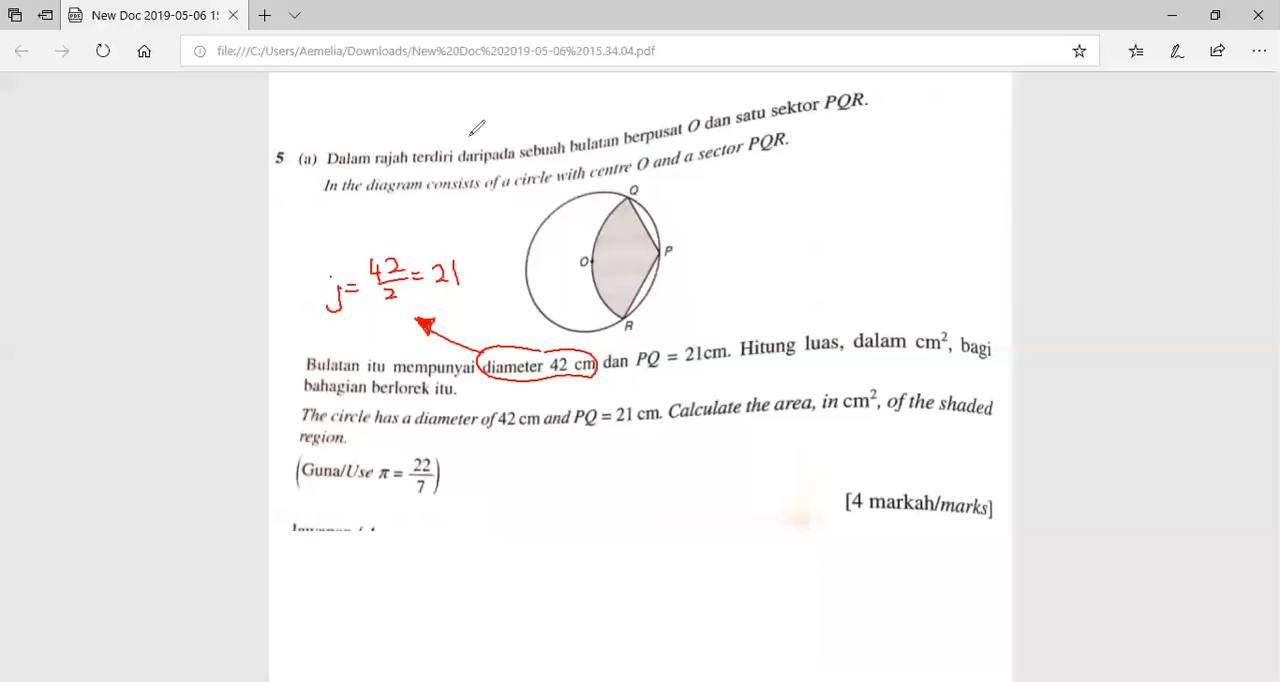 New Doc 2019-05-06 1
file:///C:/Users/Aemelia/Downloads/New%20Doc%202019-05-06%2015.34.04.pdf
5 (a) Dalam rajah terdiri daripada sebuah bulatan berpusat O dan satu sektor PQR.
In the diagram consists of a circle with centre O and a sector PQR.
Q
P
O
R
j = 42/2 = 21
Bulatan itu mempunyai diameter 42 cm dan PQ = 21cm. Hitung luas, dalam cm², bagi
bahagian berlorek itu.
The circle has a diameter of 42 cm and PQ = 21 cm. Calculate the area, in cm², of the shaded
region.
(Guna/Use π = 22/7)
[4 markah/marks]